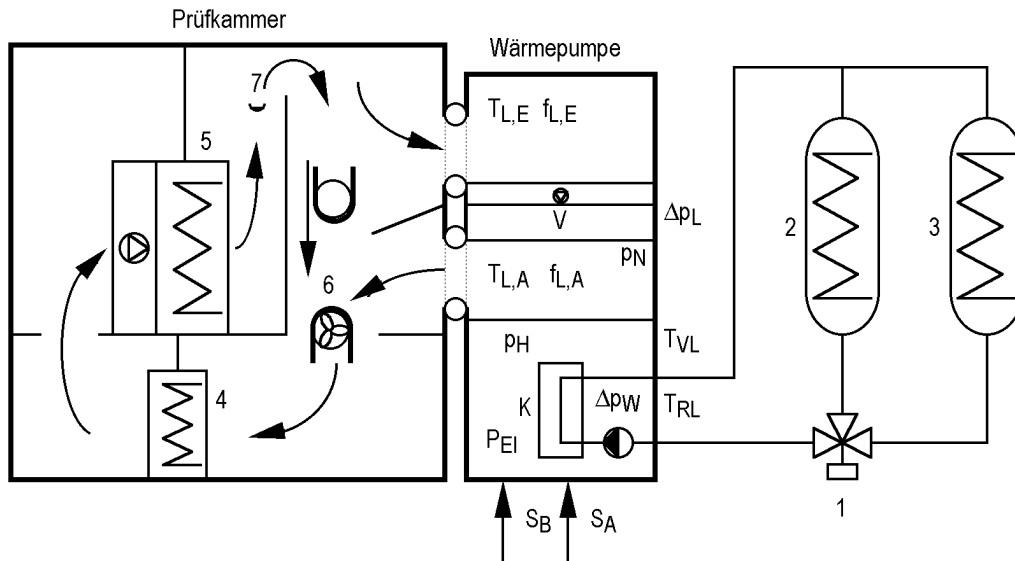 Prüfkammer
Wärmepumpe
7
T_L,E f_L,E
5
V
Δp_L
2
3
p_N
6
T_L,A f_L,A
p_H
T_VL
4
K
Δp_W
T_RL
P_El
1
S_B
S_A